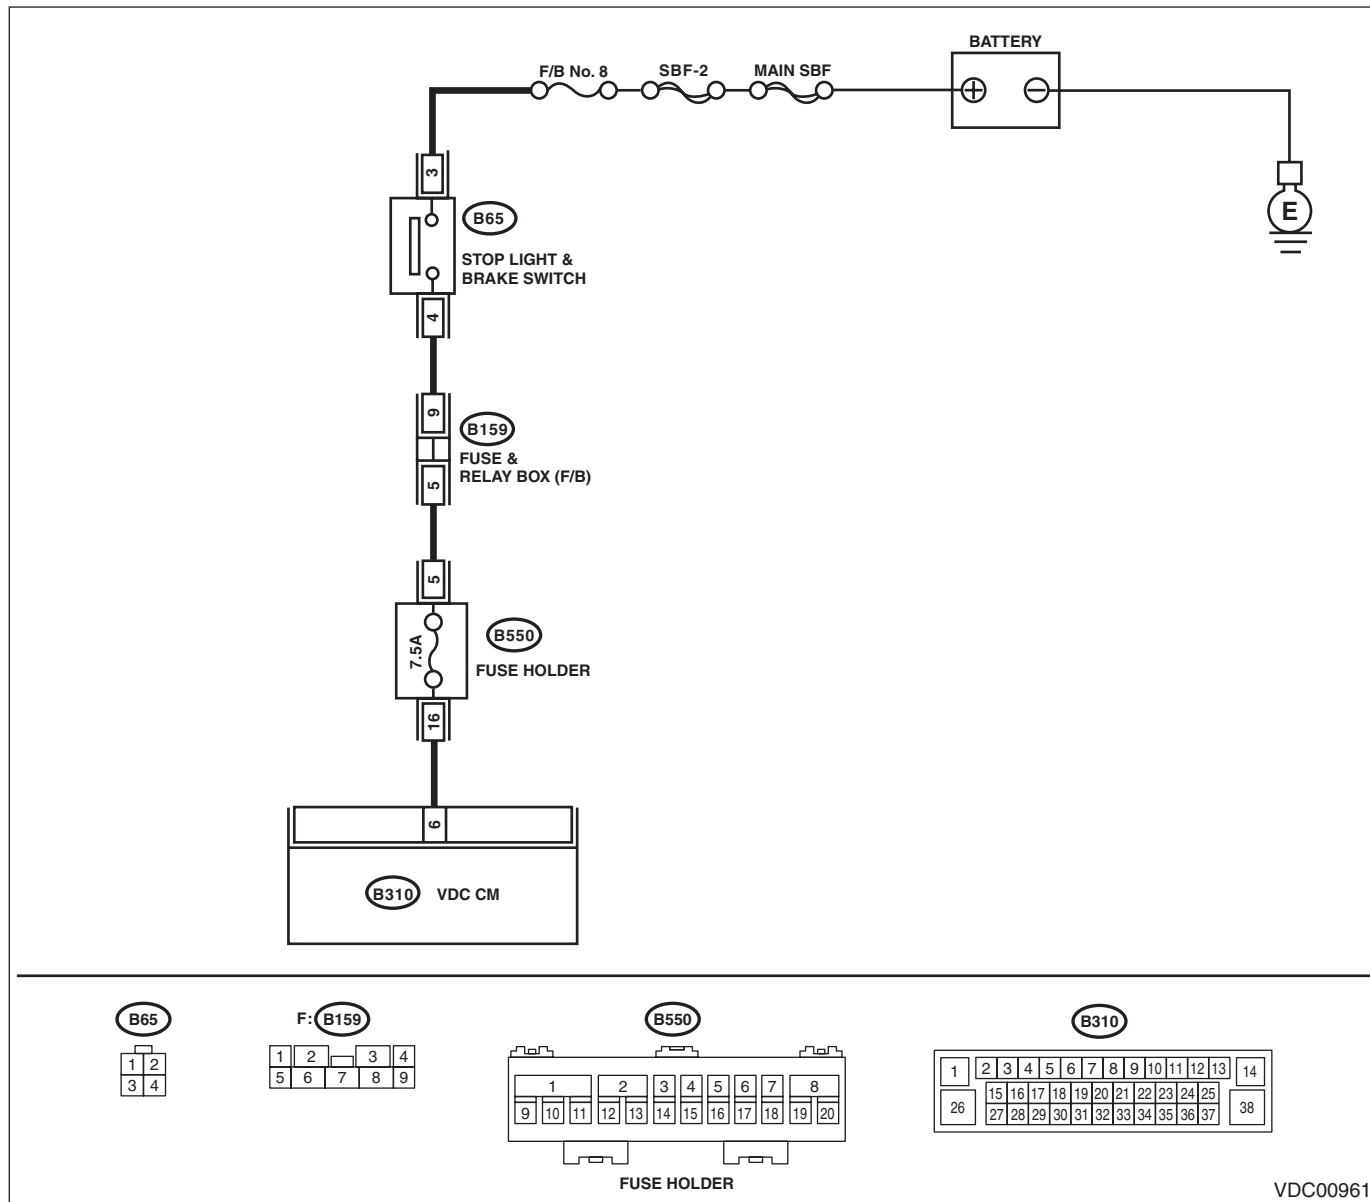 BATTERY
F/B No. 8 SBF-2 MAIN SBF
3
B65
STOP LIGHT &
BRAKE SWITCH
E
4
9
B159
FUSE &
RELAY BOX (F/B)
5
5
7.5A
B550
FUSE HOLDER
16
6
B310 VDC CM
B65
1 2
3 4
F: B159
1 2 3 4
5 6 7 8 9
B550
1 2 3 4 5 6 7 8
9 10 11 12 13 14 15 16 17 18 19 20
FUSE HOLDER
B310
1 2 3 4 5 6 7 8 9 10 11 12 13 14
15 16 17 18 19 20 21 22 23 24 25
26 27 28 29 30 31 32 33 34 35 36 37 38
VDC00961